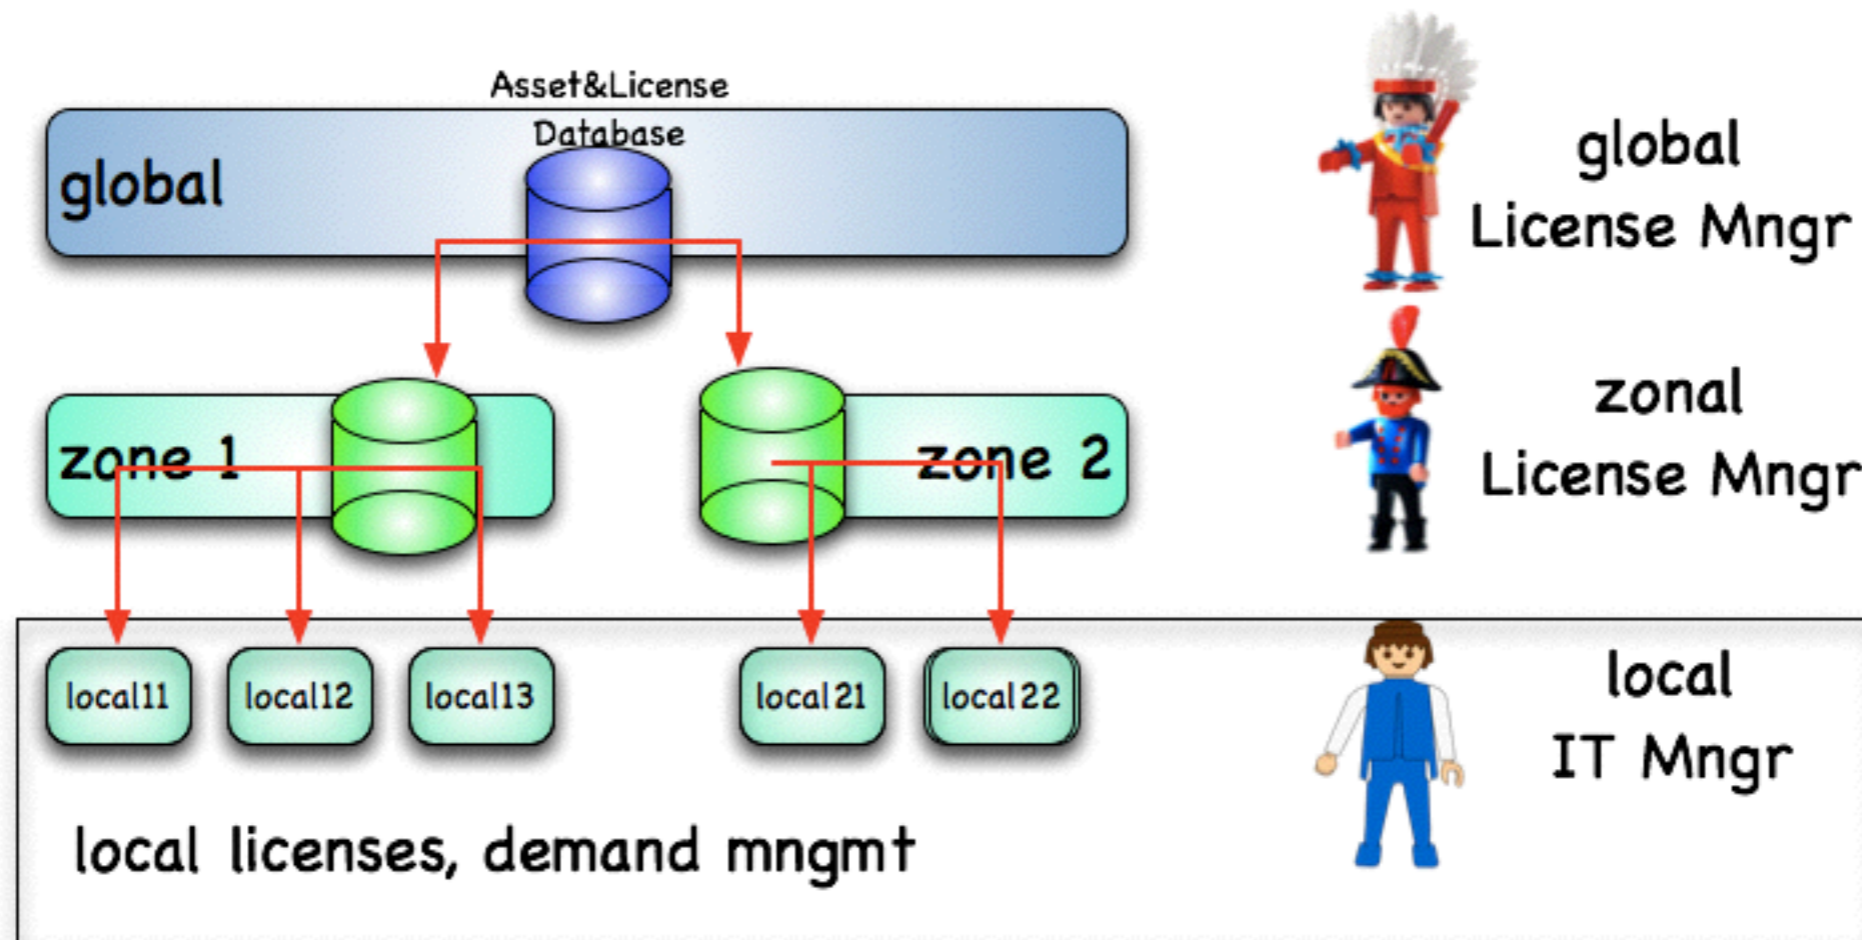 Asset&License
Database
global
global
License Mngr
zone 1
zone 2
zonal
License Mngr
local11
local12
local13
local21
local22
local
IT Mngr
local licenses, demand mngmt